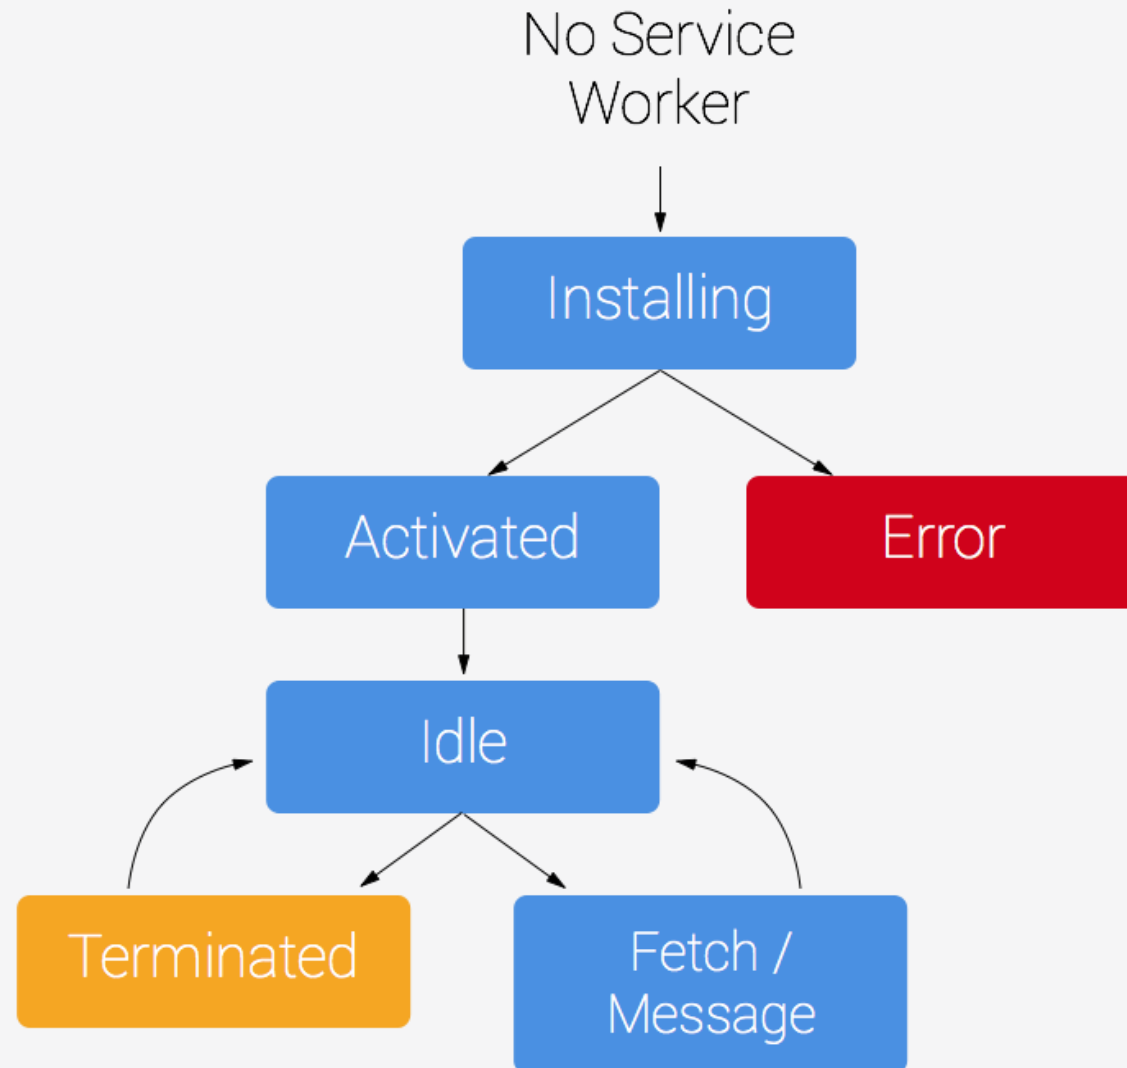 No Service
Worker
Installing
Activated
Error
Idle
Terminated
Fetch /
Message